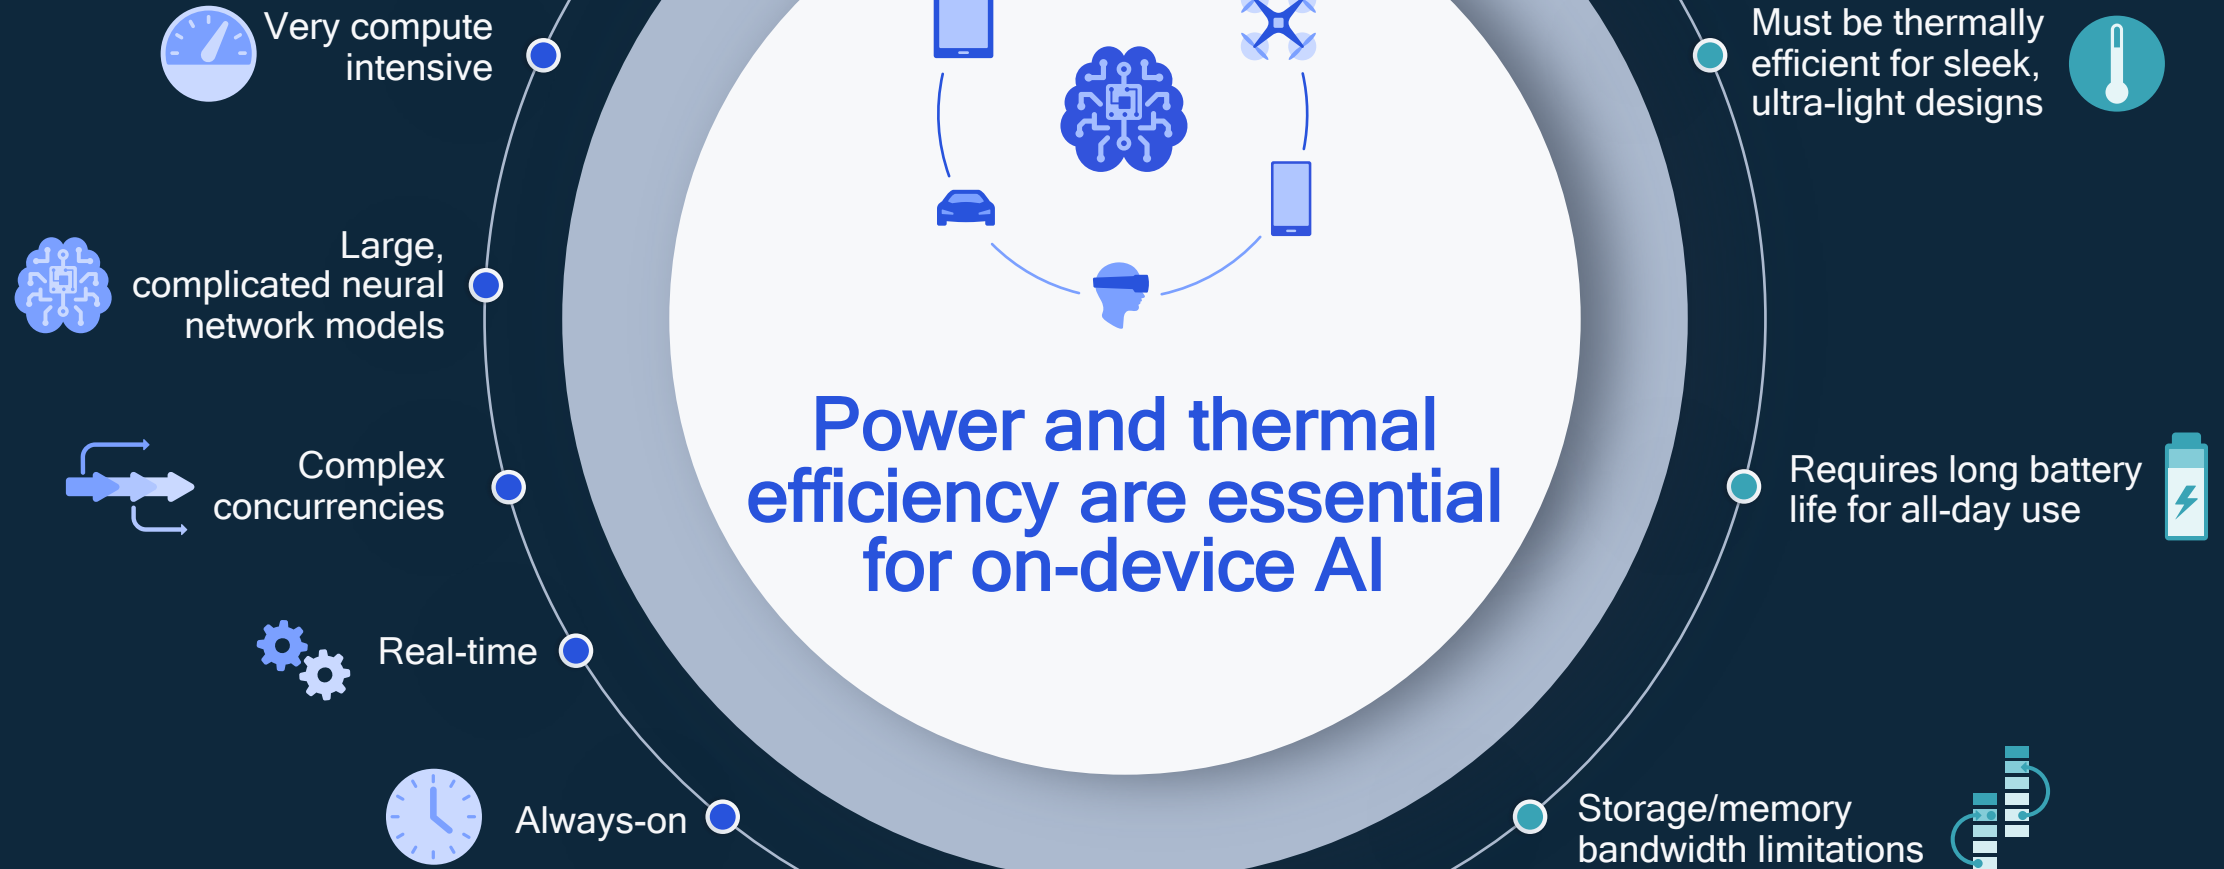 Very compute
intensive
Large,
complicated neural
network models
Complex
concurrencies
Real-time
Always-on
Power and thermal
efficiency are essential
for on-device AI
Must be thermally
efficient for sleek,
ultra-light designs
Requires long battery
life for all-day use
Storage/memory
bandwidth limitations